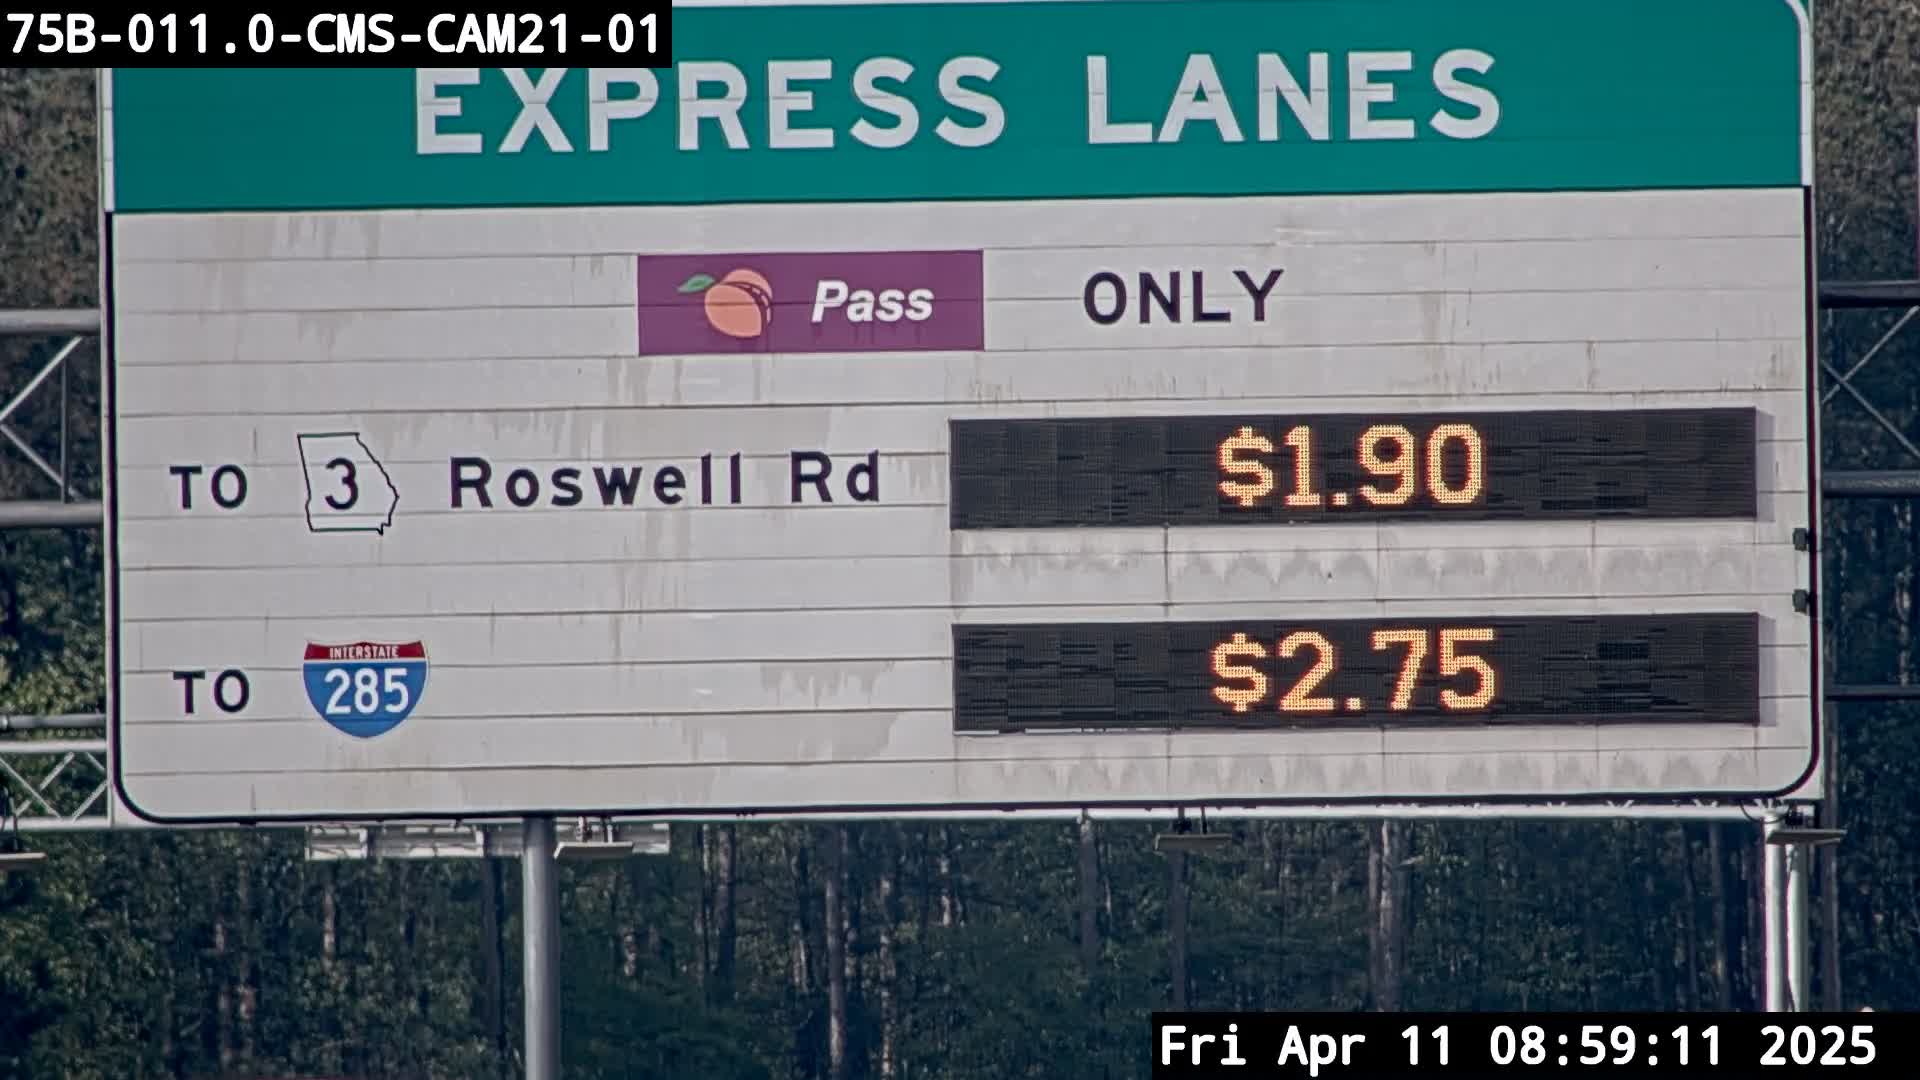 75B-011.0-CMS-CAM21-01
EXPRESS LANES
Pass ONLY
TO 3 Roswell Rd $1.90
TO INTERSTATE 285 $2.75
Fri Apr 11 08:59:11 2025